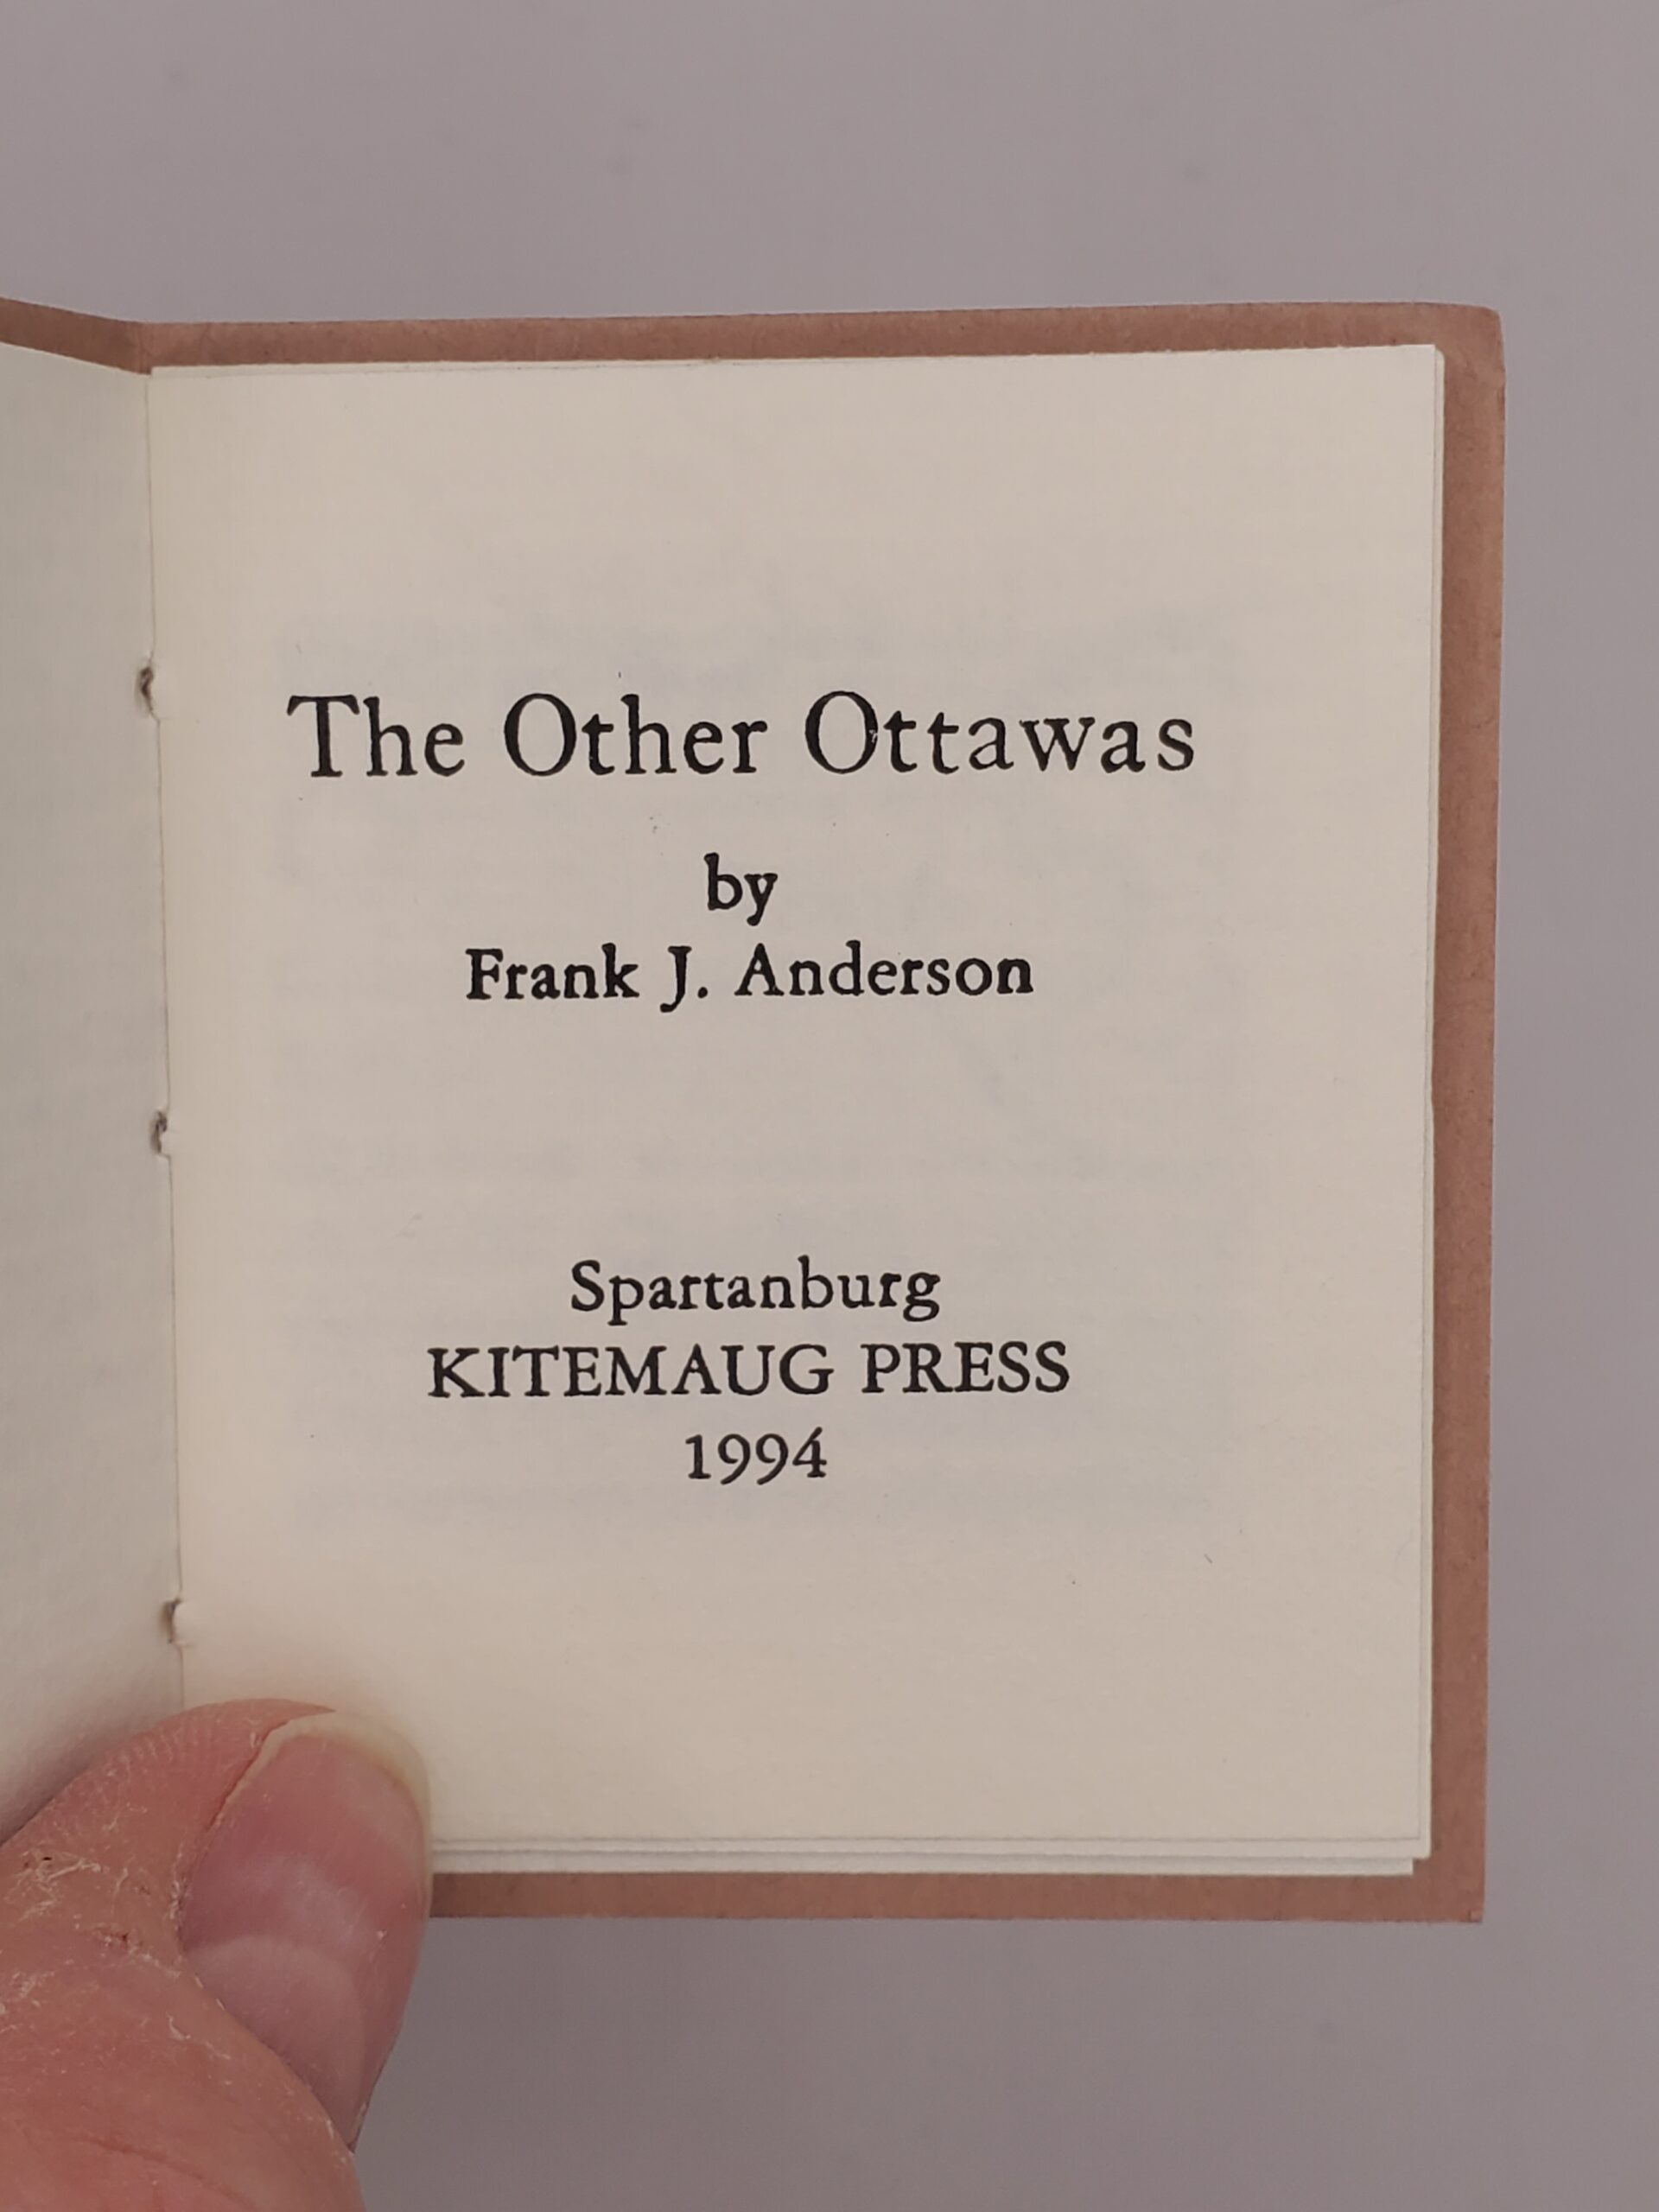 The Other Ottawas
by
Frank J. Anderson
Spartanburg
KITEMAUG PRESS
1994